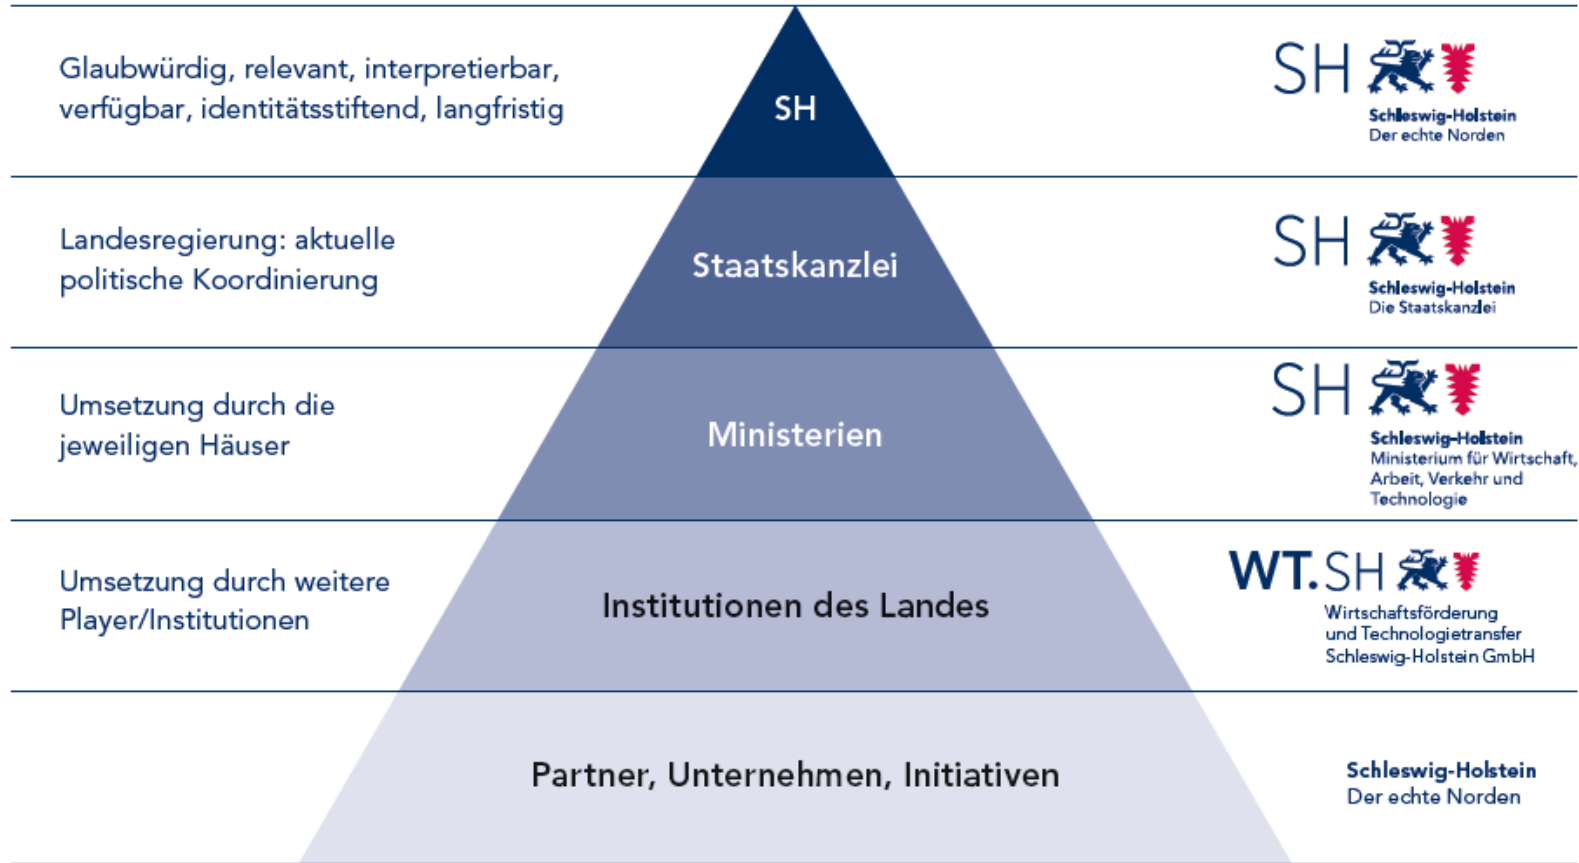 Glaubwürdig, relevant, interpretierbar,
verfügbar, identitätsstiftend, langfristig
SH
SH
Schleswig-Holstein
Der echte Norden
Landesregierung: aktuelle
politische Koordinierung
Staatskanzlei
SH
Schleswig-Holstein
Die Staatskanzlei
Umsetzung durch die
jeweiligen Häuser
Ministerien
SH
Schleswig-Holstein
Ministerium für Wirtschaft,
Arbeit, Verkehr und
Technologie
Umsetzung durch weitere
Player/Institutionen
Institutionen des Landes
WT.SH
Wirtschaftsförderung
und Technologietransfer
Schleswig-Holstein GmbH
Partner, Unternehmen, Initiativen
Schleswig-Holstein
Der echte Norden